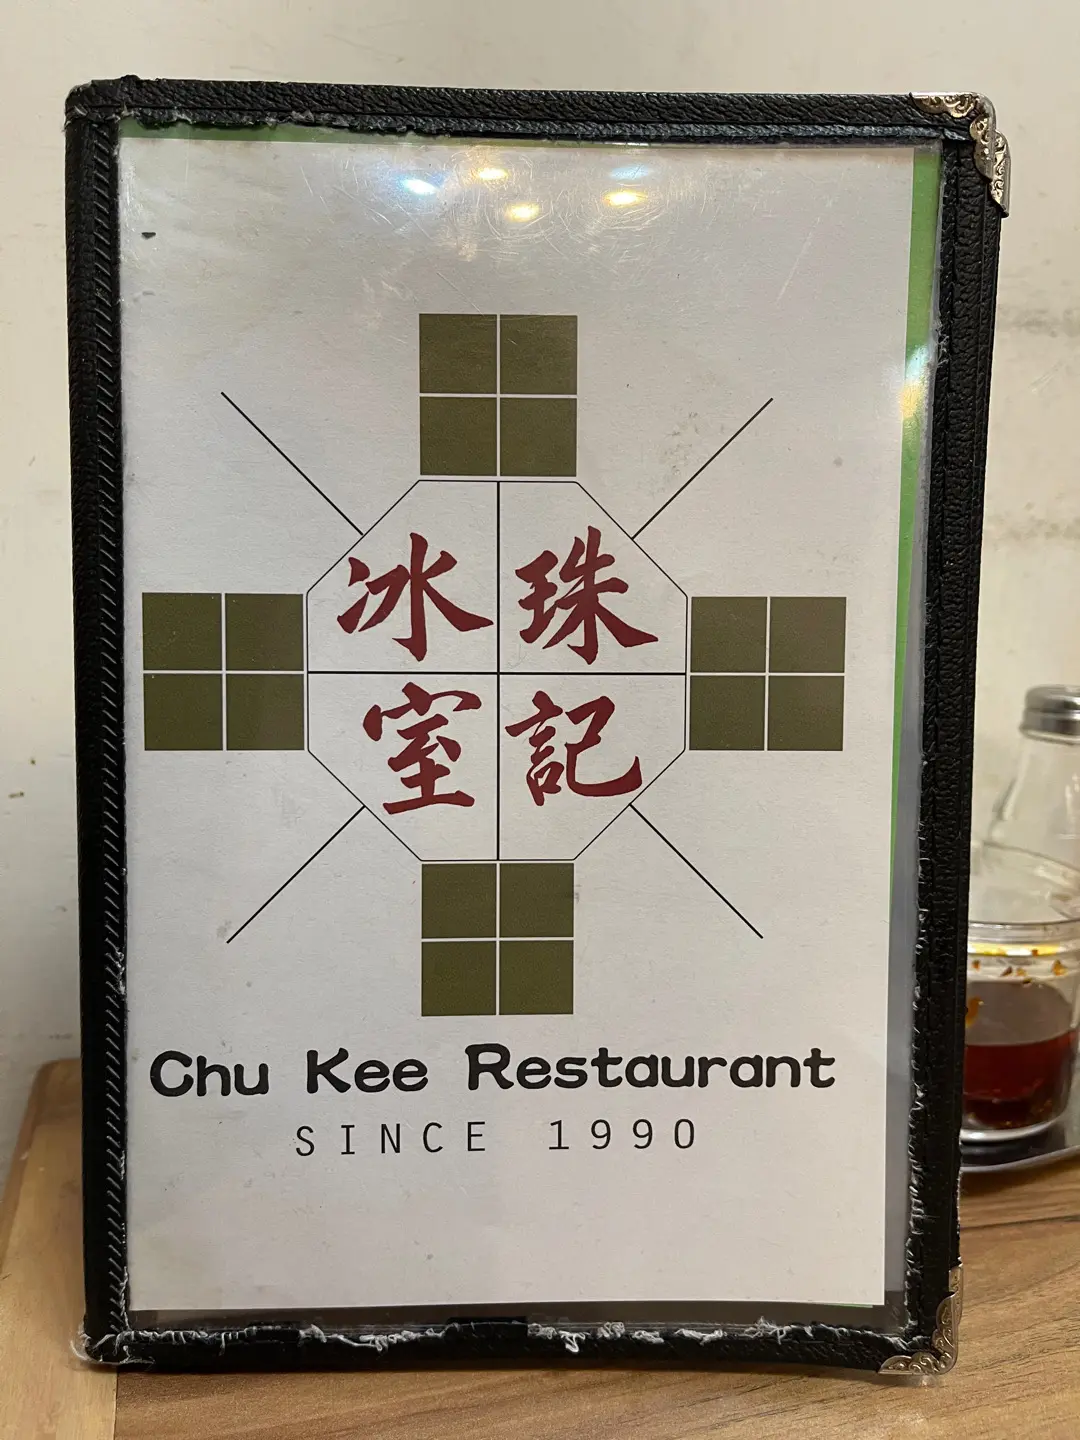 珠記
冰室
Chu Kee Restaurant
SINCE 1990